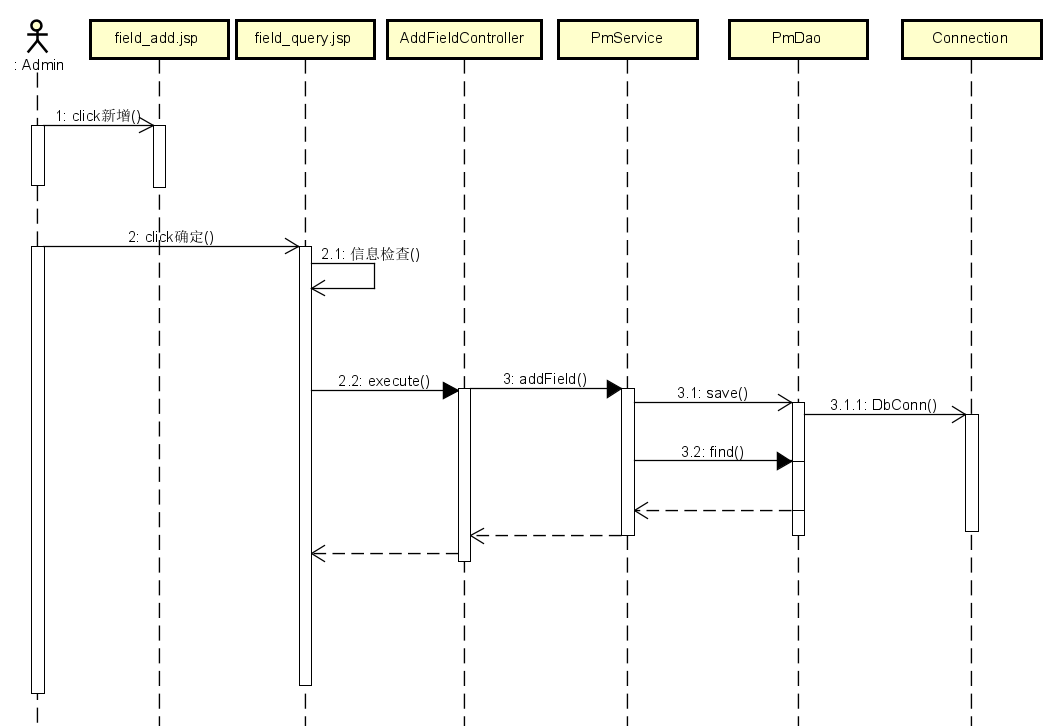 : Admin
field_add.jsp
field_query.jsp
AddFieldController
PmService
PmDao
Connection
1: click新增()
2: click确定()
2.1: 信息检查()
2.2: execute()
3: addField()
3.1: save()
3.1.1: DbConn()
3.2: find()